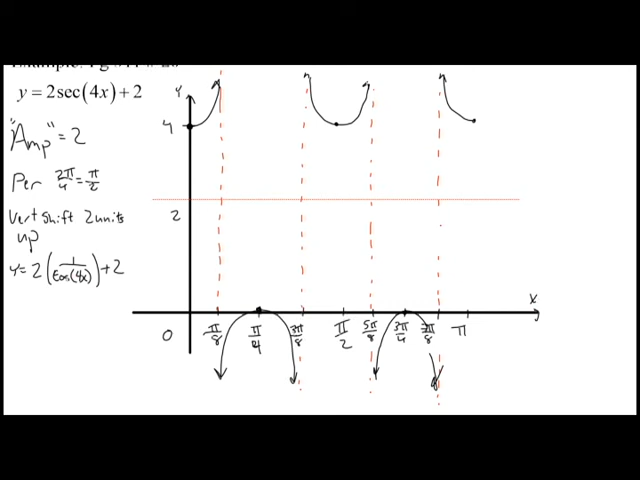 y = 2sec(4x)+2
"Amp" = 2
Per 2π/4 = π/2
Vert shift 2 units
up
y = 2(1/cos(4x)) + 2
y
4
2
x
0 π/8 π/4 3π/8 π/2 5π/8 3π/4 7π/8 π